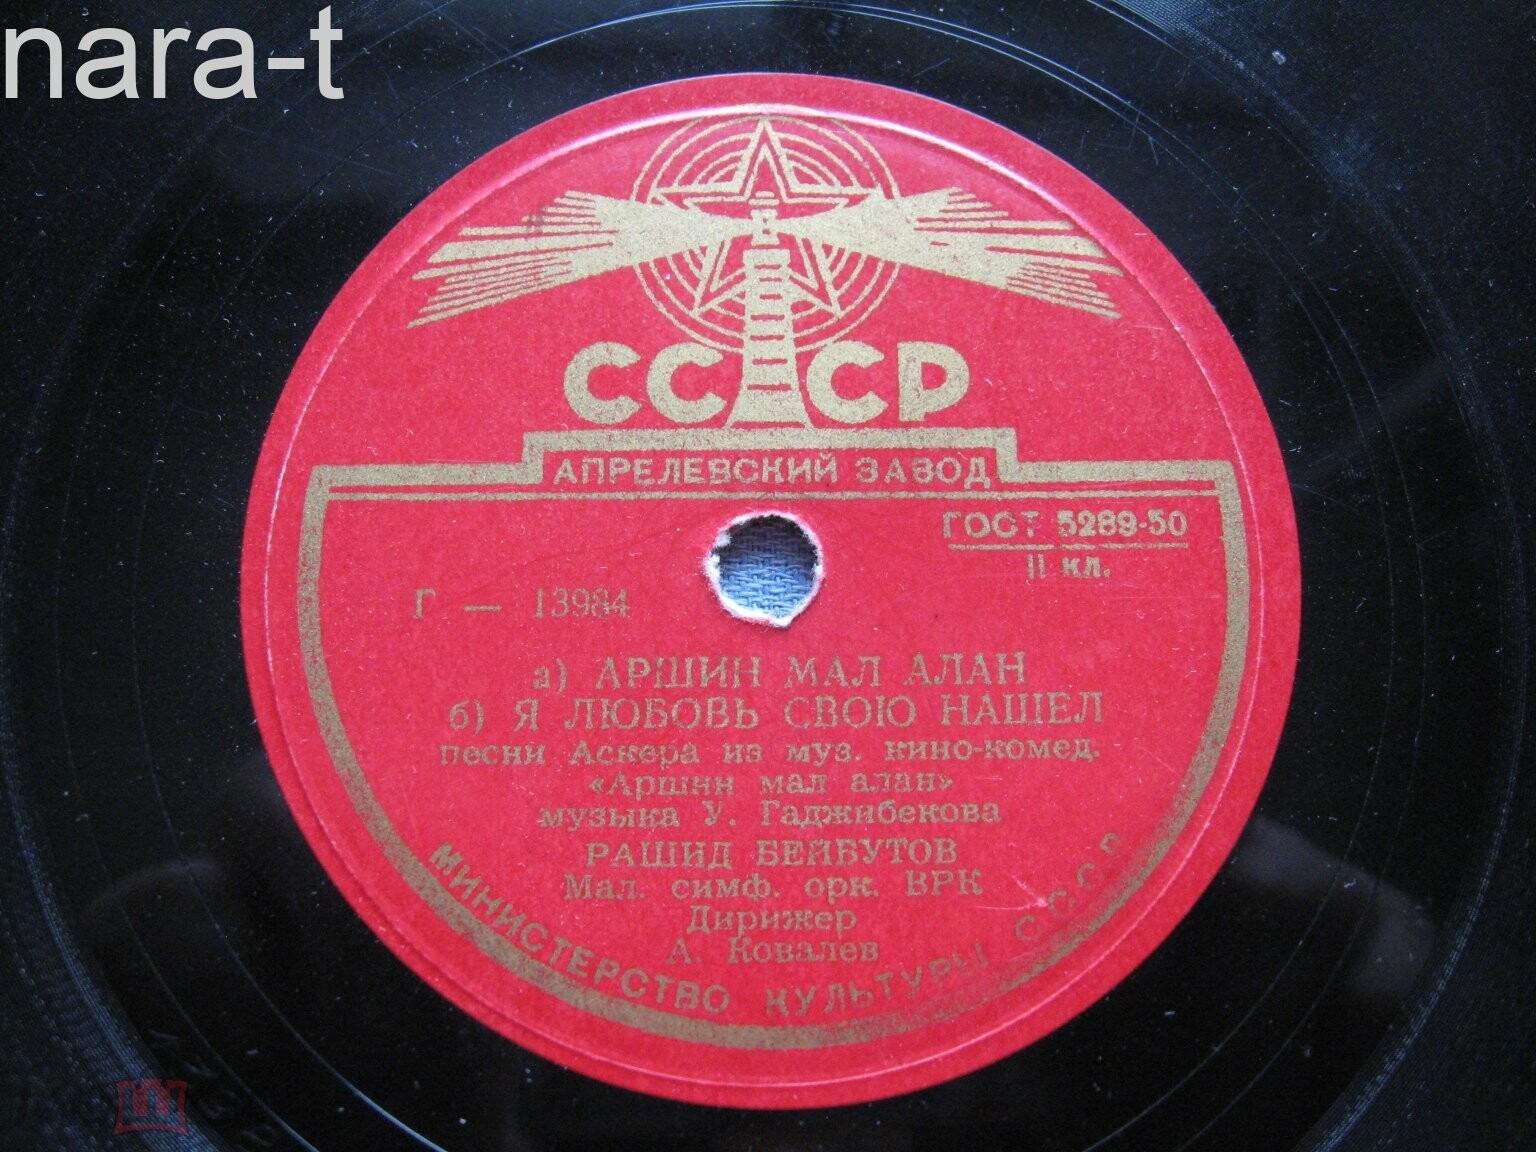 nara-t
СССР
АПРЕЛЕВСКИЙ ЗАВОД
ГОСТ 5289-50
II кл.
Г — 13984
а) АРШИН МАЛ АЛАН
б) Я ЛЮБОВЬ СВОЮ НАШЕЛ
песни Аскера из муз. кино-комед.
«Аршин мал алан»
музыка У. Гаджибекова
РАШИД БЕЙБУТОВ
Мал. симф. орк. ВРК
Дирижер
А. Ковалев
МИНИСТЕРСТВО КУЛЬТУРЫ С.С.С.Р.